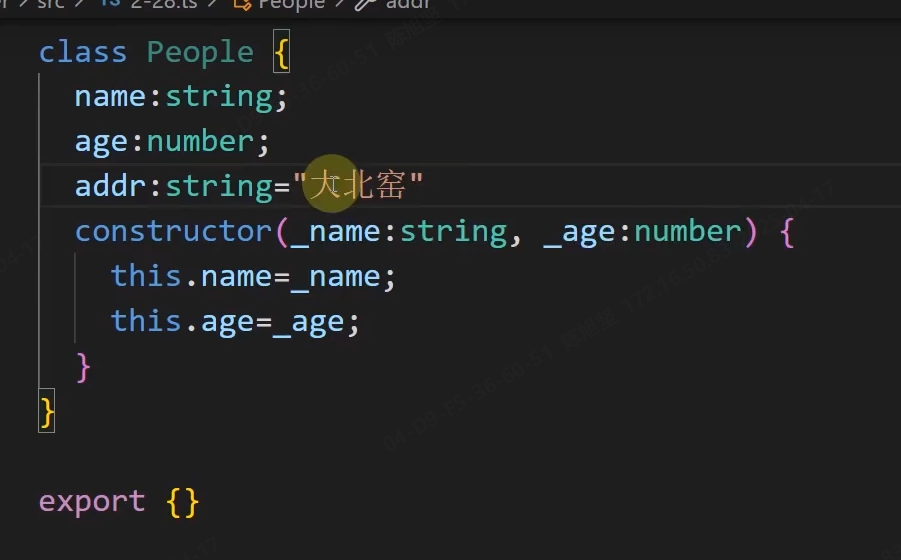 src > TS 2-28.ts > People > addr
class People {
name:string;
age:number;
addr:string="大北窑"
constructor(_name:string, _age:number) {
this.name=_name;
this.age=_age;
}
}
export {}